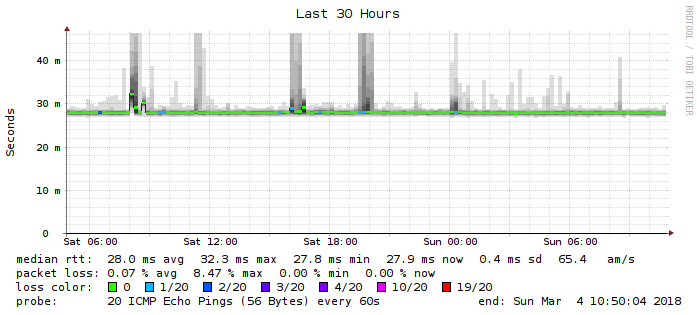 Last 30 Hours
RRDTOOL / TOBI OETIKER
Seconds
40 m
30 m
20 m
10 m
0
Sat 06:00 Sat 12:00 Sat 18:00 Sun 00:00 Sun 06:00
median rtt: 28.0 ms avg 32.3 ms max 27.8 ms min 27.9 ms now 0.4 ms sd 65.4 am/s
packet loss: 0.07 % avg 8.47 % max 0.00 % min 0.00 % now
loss color: 0 1/20 2/20 3/20 4/20 10/20 19/20
probe: 20 ICMP Echo Pings (56 Bytes) every 60s end: Sun Mar 4 10:50:04 2018